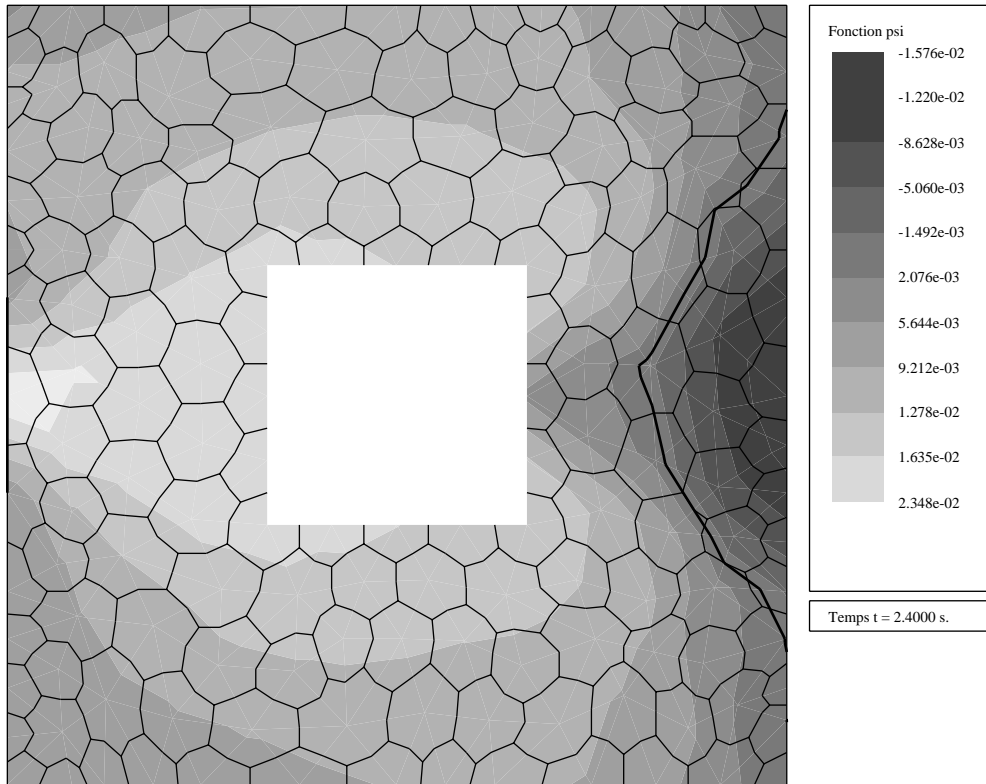 Fonction psi
-1.576e-02
-1.220e-02
-8.628e-03
-5.060e-03
-1.492e-03
2.076e-03
5.644e-03
9.212e-03
1.278e-02
1.635e-02
2.348e-02
Temps t = 2.4000 s.